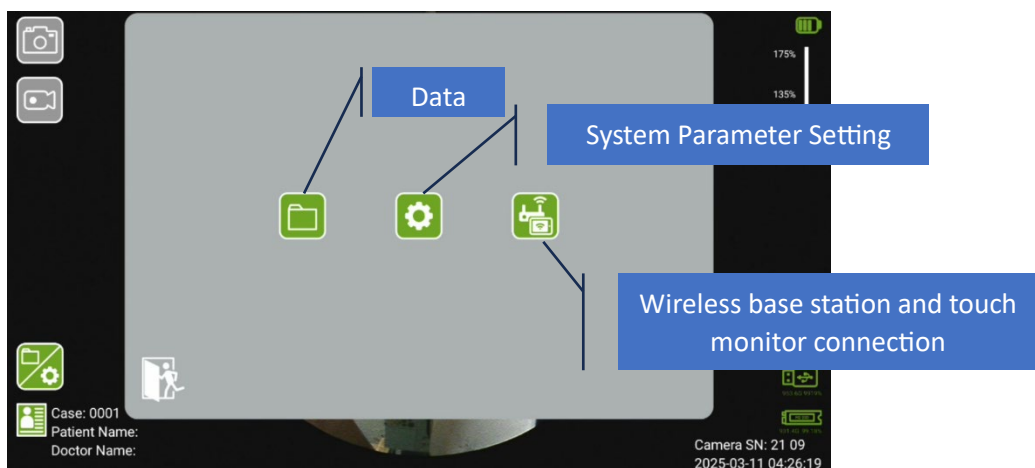 175%
Data
135%
System Parameter Setting
Wireless base station and touch
monitor connection
Case: 0001
Patient Name:
Doctor Name:
Camera SN: 21 09
2025-03-11 04:26:19